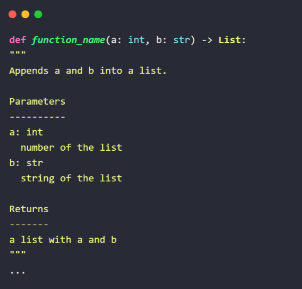 def function_name(a: int, b: str) -> List:
"""
Appends a and b into a list.

Parameters
----------
a: int
  number of the list
b: str
  string of the list

Returns
-------
a list with a and b
"""
...